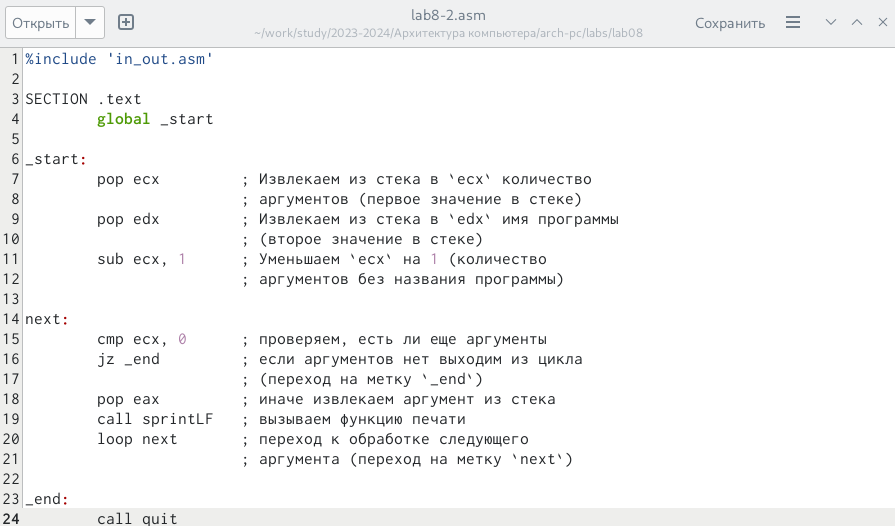 Открыть
lab8-2.asm
~/work/study/2023-2024/Архитектура компьютера/arch-pc/labs/lab08
Сохранить
1 %include 'in_out.asm'
2
3 SECTION .text
4         global _start
5
6 _start:
7         pop ecx         ; Извлекаем из стека в `ecx` количество
8                         ; аргументов (первое значение в стеке)
9         pop edx         ; Извлекаем из стека в `edx` имя программы
10                         ; (второе значение в стеке)
11         sub ecx, 1      ; Уменьшаем `ecx` на 1 (количество
12                         ; аргументов без названия программы)
13
14 next:
15         cmp ecx, 0      ; проверяем, есть ли еще аргументы
16         jz _end         ; если аргументов нет выходим из цикла
17                         ; (переход на метку `_end`)
18         pop eax         ; иначе извлекаем аргумент из стека
19         call sprintLF   ; вызываем функцию печати
20         loop next       ; переход к обработке следующего
21                         ; аргумента (переход на метку `next`)
22
23 _end:
24         call quit